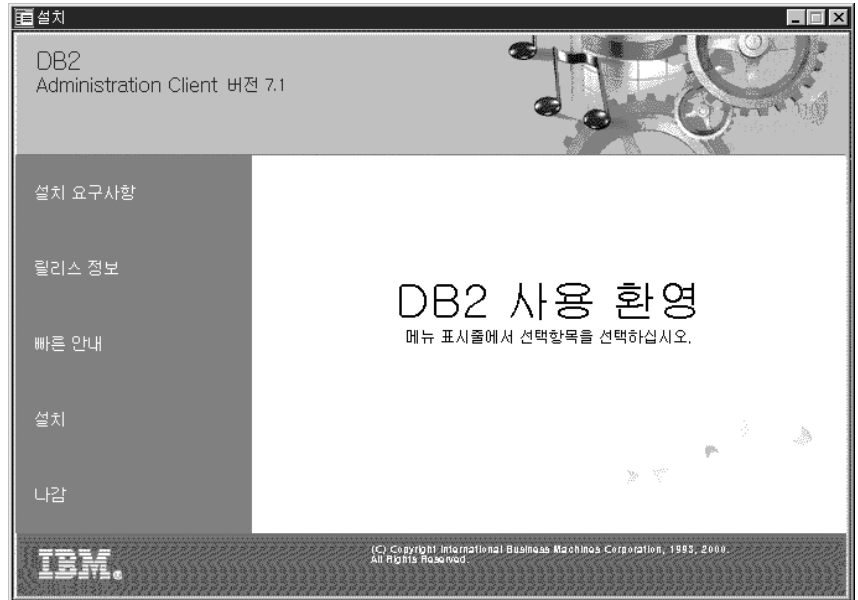 설치
DB2
Administration Client 버전 7.1
설치 요구사항
릴리스 정보
빠른 안내
설치
나감
DB2 사용 환영
메뉴 표시줄에서 선택항목을 선택하십시오.
IBM
(C) Copyright International Business Machines Corporation, 1993, 2000.
All Rights Reserved.